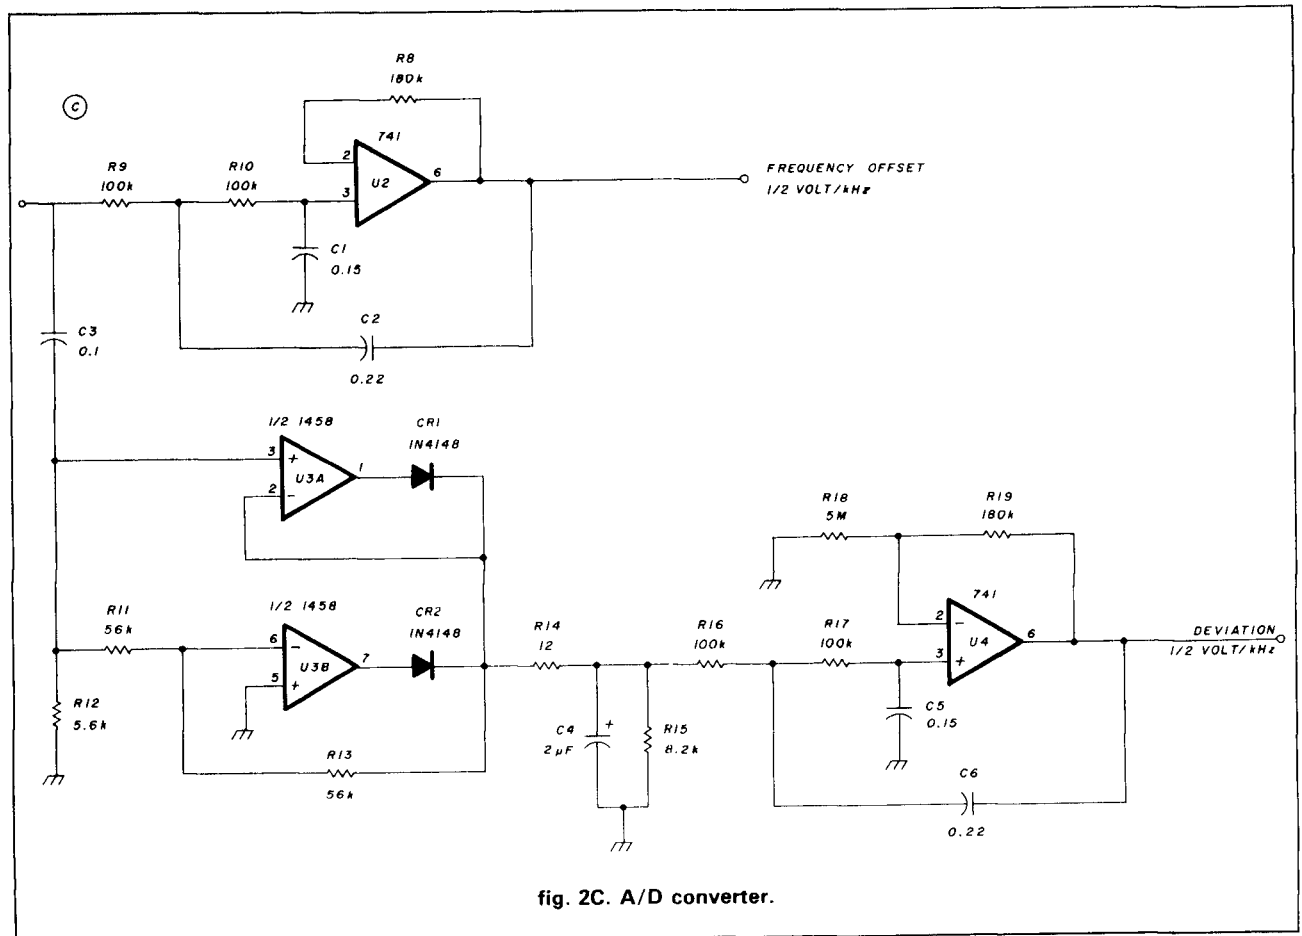 C
R8
180k
741
2
3
6
U2
R9
100k
R10
100k
C1
0.15
FREQUENCY OFFSET
1/2 VOLT/kHz
C2
0.22
C3
0.1
1/2 1458
3
+
2
−
1
U3A
CR1
1N4148
1/2 1458
6
−
5
+
7
U3B
CR2
1N4148
R11
56k
R12
5.6k
R13
56k
R14
12
C4
2µF
+
R15
8.2k
R16
100k
R17
100k
R18
5M
R19
180k
741
2
−
3
+
6
U4
C5
0.15
C6
0.22
DEVIATION
1/2 VOLT/kHz
fig. 2C. A/D converter.